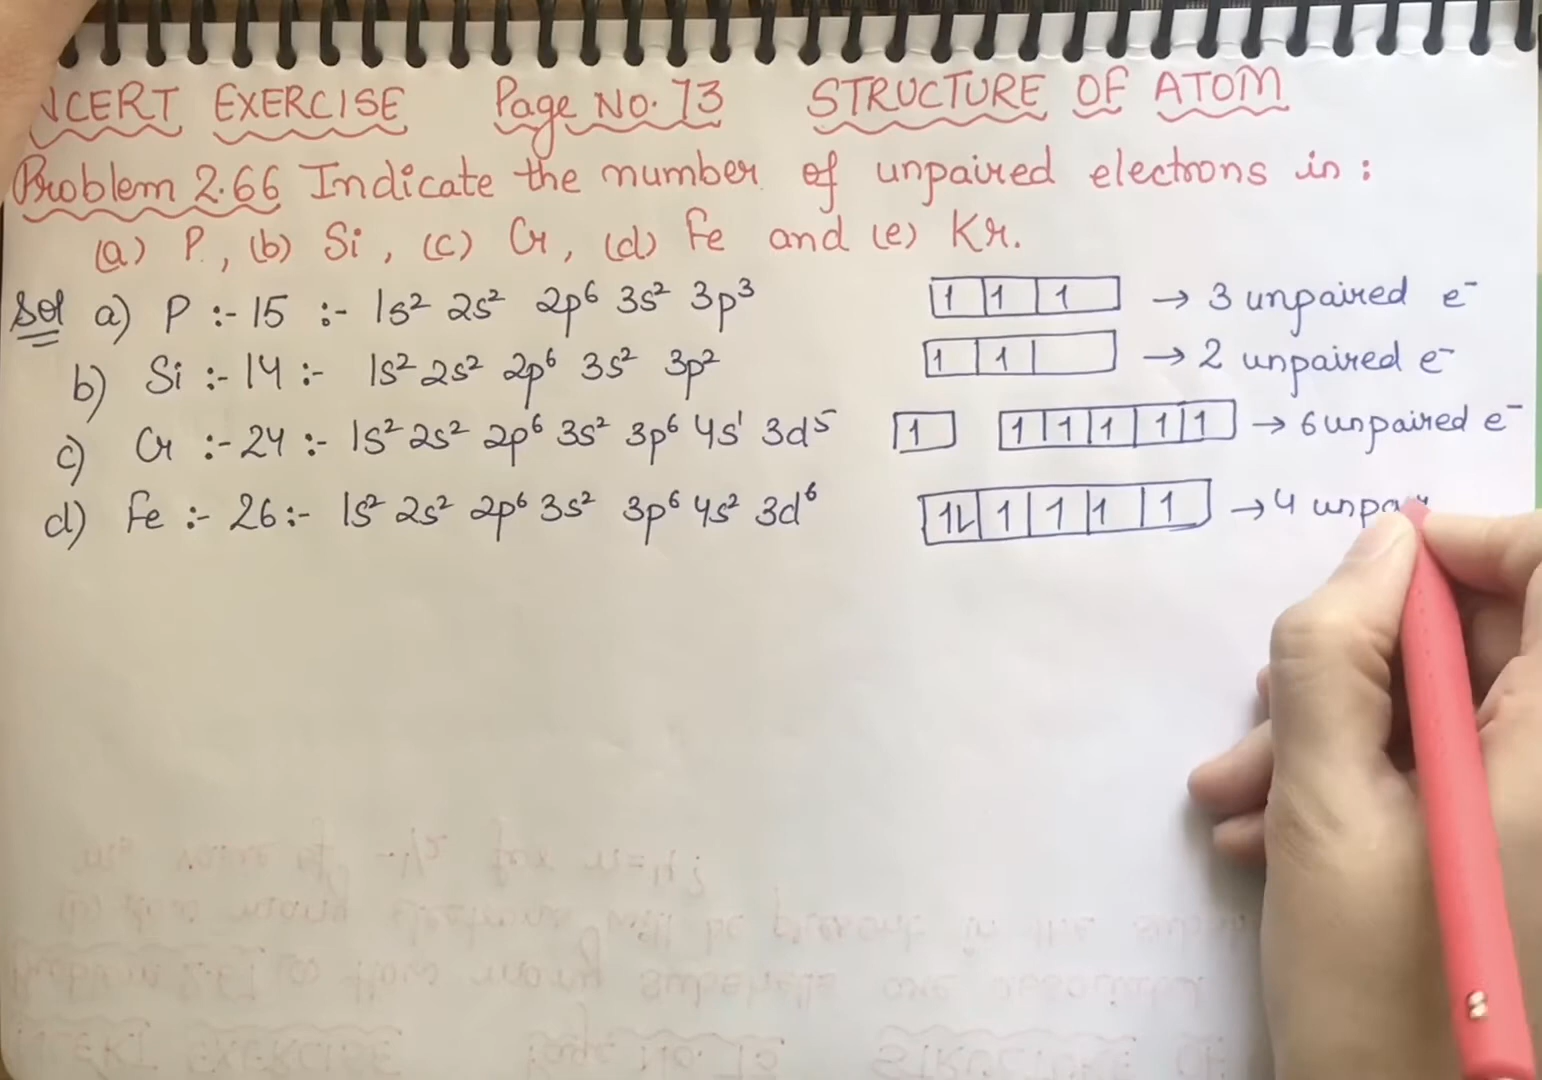 NCERT EXERCISE Page No. 73 STRUCTURE OF ATOM
Problem 2.66 Indicate the number of unpaired electrons in :
(a) P, (b) Si, (c) Cr, (d) Fe and (e) Kr.
Sol a) P :- 15 :- 1s² 2s² 2p⁶ 3s² 3p³ 1 1 1 → 3 unpaired e⁻
b) Si :- 14 :- 1s² 2s² 2p⁶ 3s² 3p² 1 1 → 2 unpaired e⁻
c) Cr :- 24 :- 1s² 2s² 2p⁶ 3s² 3p⁶ 4s¹ 3d⁵ 1 1 1 1 1 1 → 6 unpaired e⁻
d) Fe :- 26 :- 1s² 2s² 2p⁶ 3s² 3p⁶ 4s² 3d⁶ 1⇂ 1 1 1 1 → 4 unpa